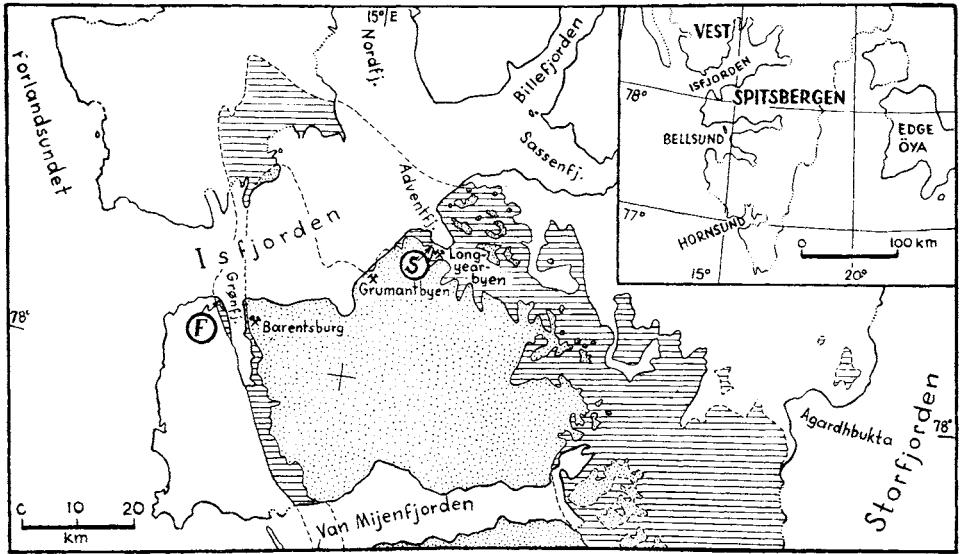 Forlandsundet
15°/E
Nordfj.
Billefjorden
Sassenfj.
Adventfj.
Isfjorden
Grønfj.
S
Long-
year-
byen
Grumantbyen
F
Barentsburg
78°
Agardhbukta
78°
Storfjorden
Van Mijenfjorden
0 10 20
km
VEST
ISFJORDEN
78°
SPITSBERGEN
BELLSUND
EDGE
ÖYA
77°
HORNSUND
0 100 km
15°
20°